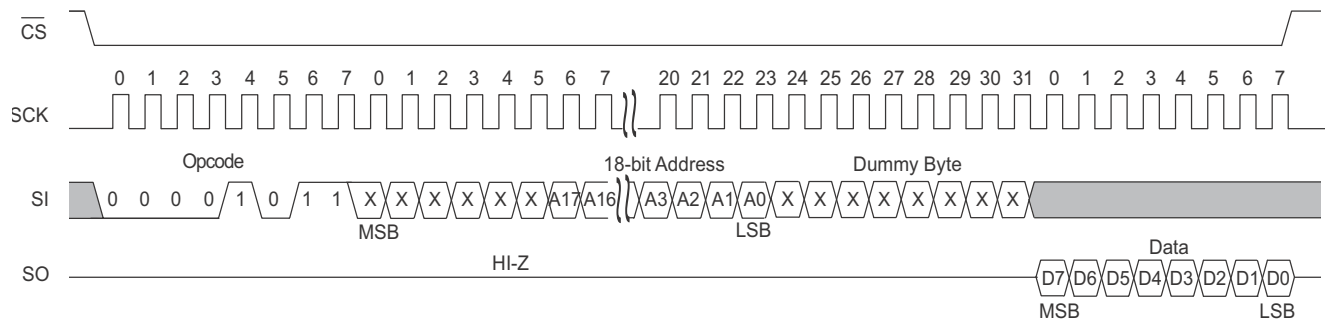 CS
0 1 2 3 4 5 6 7 0 1 2 3 4 5 6 7 20 21 22 23 24 25 26 27 28 29 30 31 0 1 2 3 4 5 6 7
SCK
Opcode 18-bit Address Dummy Byte
SI 0 0 0 0 1 0 1 1 X X X X X X A17 A16 A3 A2 A1 A0 X X X X X X X X
MSB LSB
HI-Z Data
SO D7 D6 D5 D4 D3 D2 D1 D0
MSB LSB